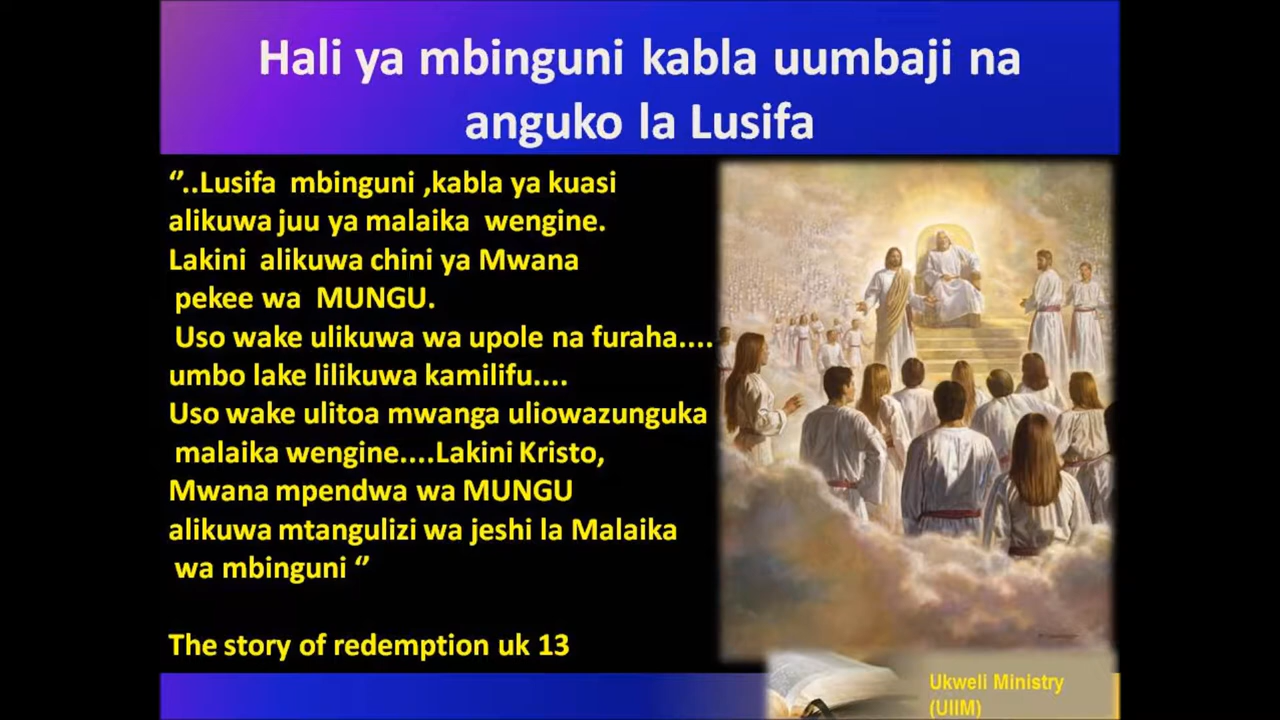 Hali ya mbinguni kabla uumbaji na
anguko la Lusifa
‘’..Lusifa mbinguni ,kabla ya kuasi
alikuwa juu ya malaika wengine.
Lakini alikuwa chini ya Mwana
pekee wa MUNGU.
Uso wake ulikuwa wa upole na furaha....
umbo lake lilikuwa kamilifu....
Uso wake ulitoa mwanga uliowazunguka
malaika wengine....Lakini Kristo,
Mwana mpendwa wa MUNGU
alikuwa mtangulizi wa jeshi la Malaika
wa mbinguni ‘’
The story of redemption uk 13
Ukweli Ministry
(UIIM)